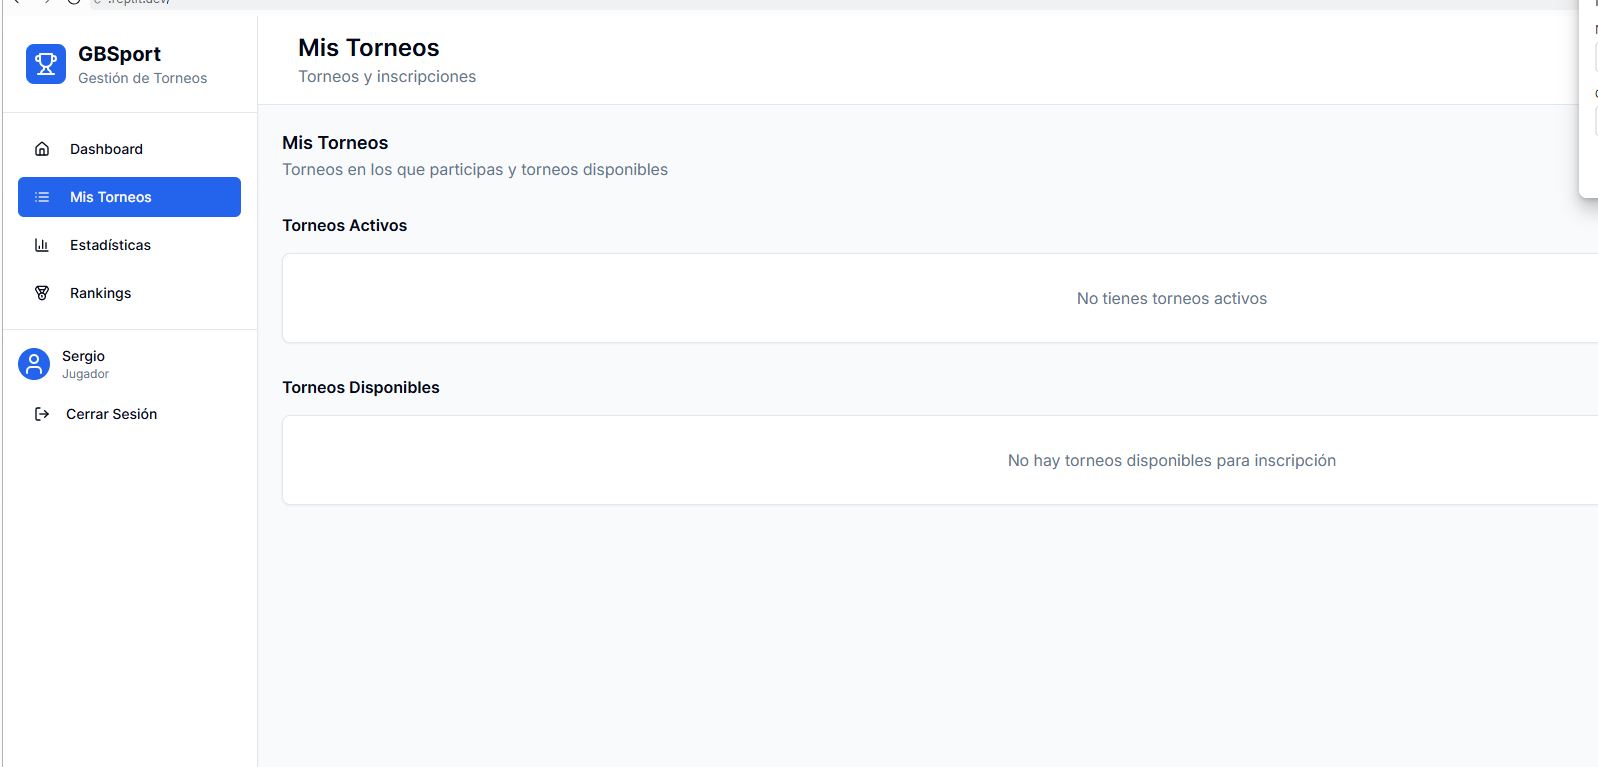 GBSport
Gestión de Torneos
Dashboard
Mis Torneos
Estadísticas
Rankings
Sergio
Jugador
Cerrar Sesión
Mis Torneos
Torneos y inscripciones
Mis Torneos
Torneos en los que participas y torneos disponibles
Torneos Activos
No tienes torneos activos
Torneos Disponibles
No hay torneos disponibles para inscripción